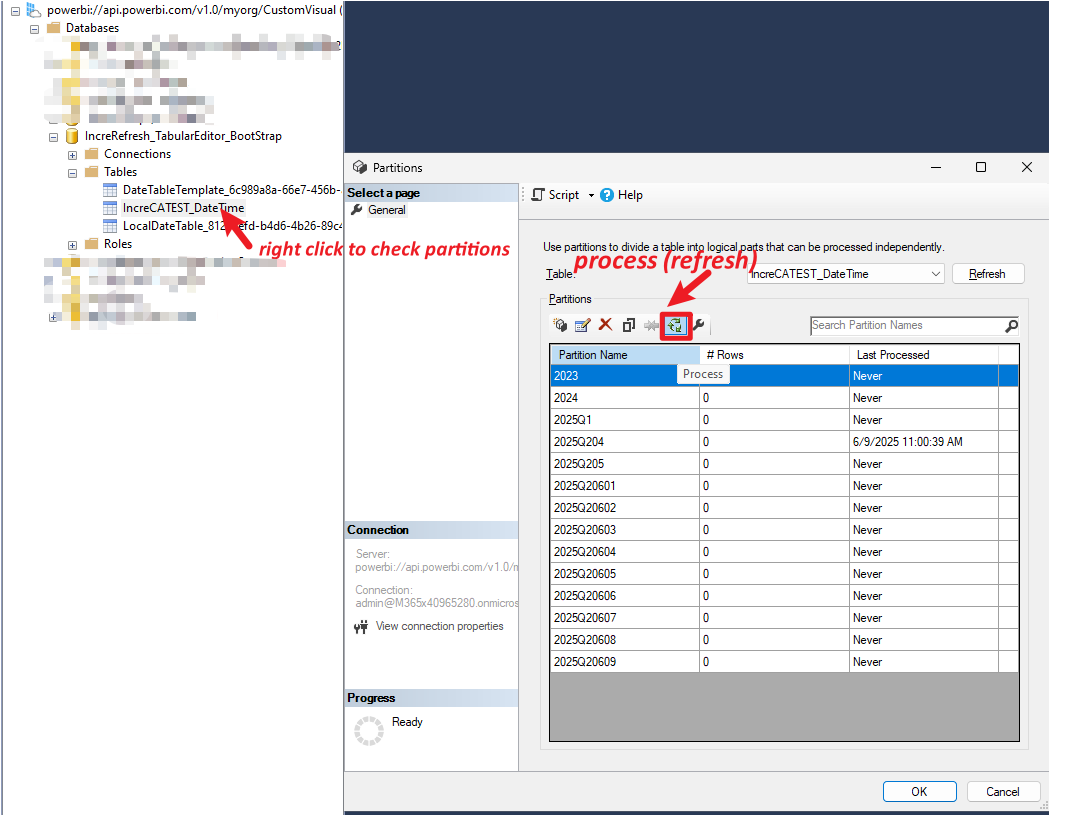 powerbi://api.powerbi.com/v1.0/myorg/CustomVisual (
Databases
IncreRefresh_TabularEditor_BootStrap
Connections
Tables
DateTableTemplate_6c989a8a-66e7-456b-
IncreCATEST_DateTime
Roles
right click to check partitions
Partitions
Select a page
General
Script
Help
Use partitions to divide a table into logical parts that can be processed independently.
process (refresh)
Table:
IncreCATEST_DateTime
Refresh
Partitions
Search Partition Names
Partition Name # Rows Last Processed
Process
2023 Never
2024 0 Never
2025Q1 0 Never
2025Q204 0 6/9/2025 11:00:39 AM
2025Q205 0 Never
2025Q20601 0 Never
2025Q20602 0 Never
2025Q20603 0 Never
2025Q20604 0 Never
2025Q20605 0 Never
2025Q20606 0 Never
2025Q20607 0 Never
2025Q20608 0 Never
2025Q20609 0 Never
Connection
Server:
powerbi://api.powerbi.com/v1.0/m
Connection:
admin@M365x40965280.onmicros
View connection properties
Progress
Ready
OK
Cancel